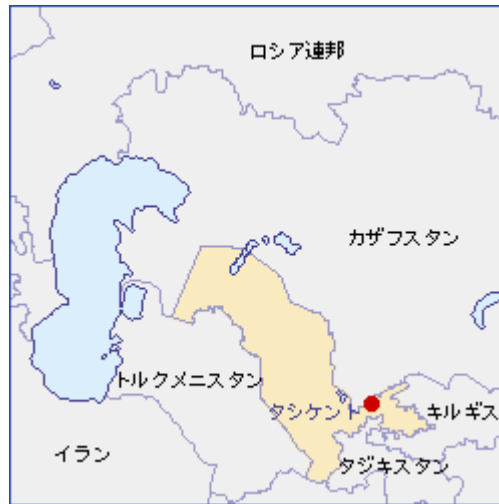 ロシア連邦
カザフスタン
トルクメニスタン
タシケント
キルギス
イラン
タジキスタン